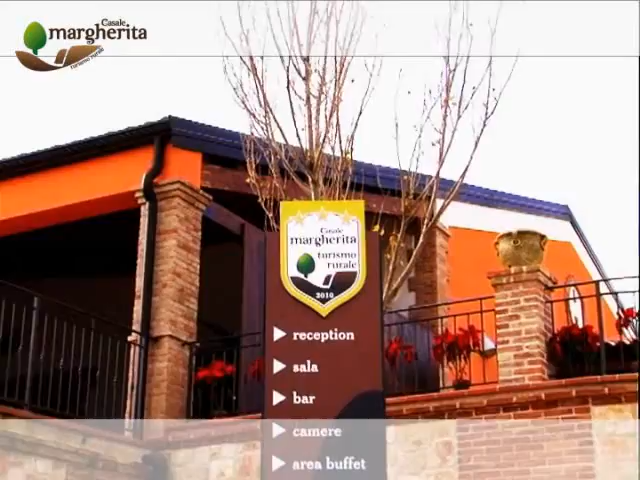 Casale
margherita
turismo rurale
Casale
margherita
turismo
rurale
2010
reception
sala
bar
camere
area buffet